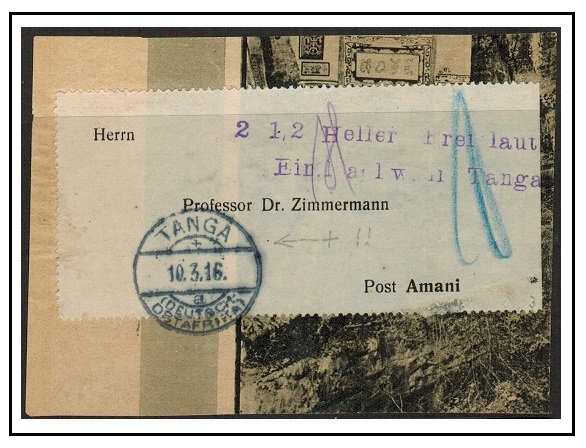 Herrn
2 1,2 Heller Frei laut
Tanga
Professor Dr. Zimmermann
Post Amani
TANGA
10.3.16.
a
(DEUTSCH-
OSTAFRIKA)
3